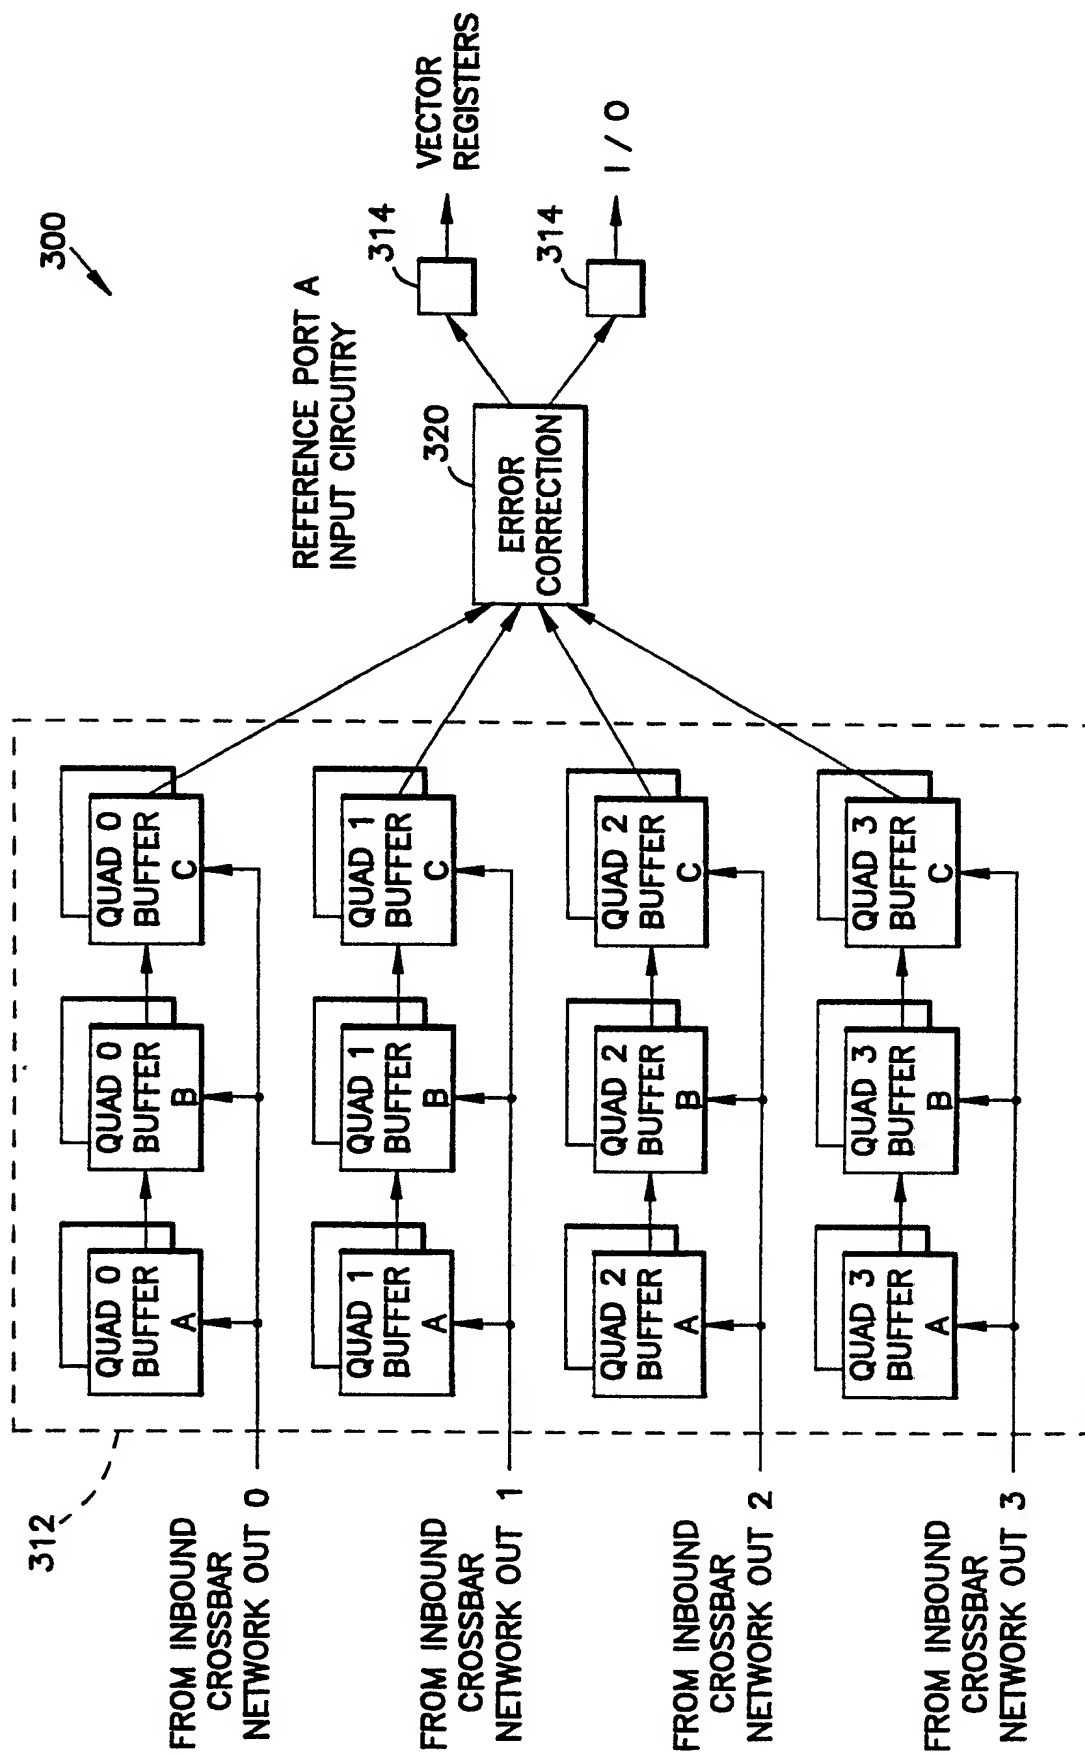 300
REFERENCE PORT A
INPUT CIRCUITRY
312
FROM INBOUND
CROSSBAR
NETWORK OUT 0
QUAD 0
BUFFER
A
QUAD 0
BUFFER
B
QUAD 0
BUFFER
C
FROM INBOUND
CROSSBAR
NETWORK OUT 1
QUAD 1
BUFFER
A
QUAD 1
BUFFER
B
QUAD 1
BUFFER
C
FROM INBOUND
CROSSBAR
NETWORK OUT 2
QUAD 2
BUFFER
A
QUAD 2
BUFFER
B
QUAD 2
BUFFER
C
FROM INBOUND
CROSSBAR
NETWORK OUT 3
QUAD 3
BUFFER
A
QUAD 3
BUFFER
B
QUAD 3
BUFFER
C
320
ERROR
CORRECTION
314
VECTOR
REGISTERS
314
I / O